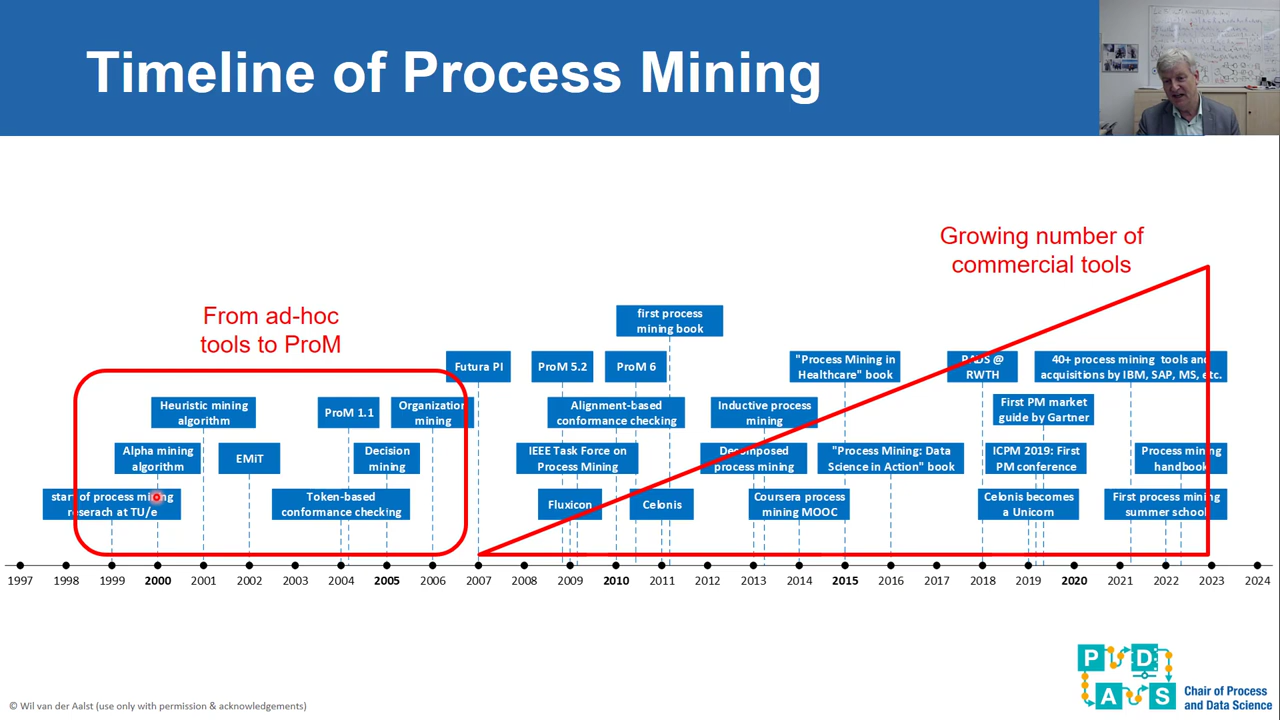 Timeline of Process Mining
Growing number of
commercial tools
From ad-hoc
tools to ProM
first process
mining book
Futura PI
ProM 5.2
ProM 6
"Process Mining in
Healthcare" book
PADS @
RWTH
40+ process mining tools and
acquisitions by IBM, SAP, MS, etc.
Heuristic mining
algorithm
ProM 1.1
Organization
mining
Alignment-based
conformance checking
Inductive process
mining
First PM market
guide by Gartner
Alpha mining
algorithm
EMiT
Decision
mining
IEEE Task Force on
Process Mining
Decomposed
process mining
"Process Mining: Data
Science in Action" book
ICPM 2019: First
PM conference
Process mining
handbook
start of process mining
reserach at TU/e
Token-based
conformance checking
Fluxicon
Celonis
Coursera process
mining MOOC
Celonis becomes
a Unicorn
First process mining
summer school
1997 1998 1999 2000 2001 2002 2003 2004 2005 2006 2007 2008 2009 2010 2011 2012 2013 2014 2015 2016 2017 2018 2019 2020 2021 2022 2023 2024
P D
A S
Chair of Process
and Data Science
© Wil van der Aalst (use only with permission & acknowledgements)